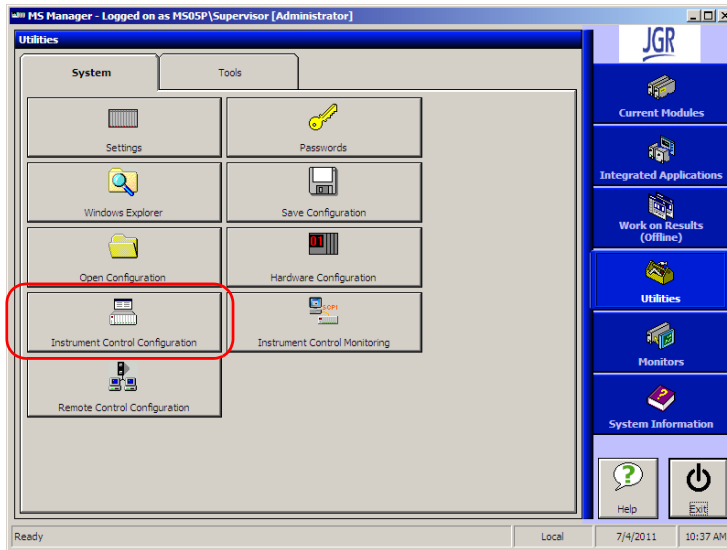 MS Manager - Logged on as MS05P\Supervisor [Administrator]
Utilities
JGR
System
Tools
Settings
Passwords
Windows Explorer
Save Configuration
Open Configuration
01
Hardware Configuration
Instrument Control Configuration
SOPI
Instrument Control Monitoring
Remote Control Configuration
Current Modules
Integrated Applications
Work on Results
(Offline)
Utilities
Monitors
System Information
Help
Exit
Ready
Local
7/4/2011
10:37 AM